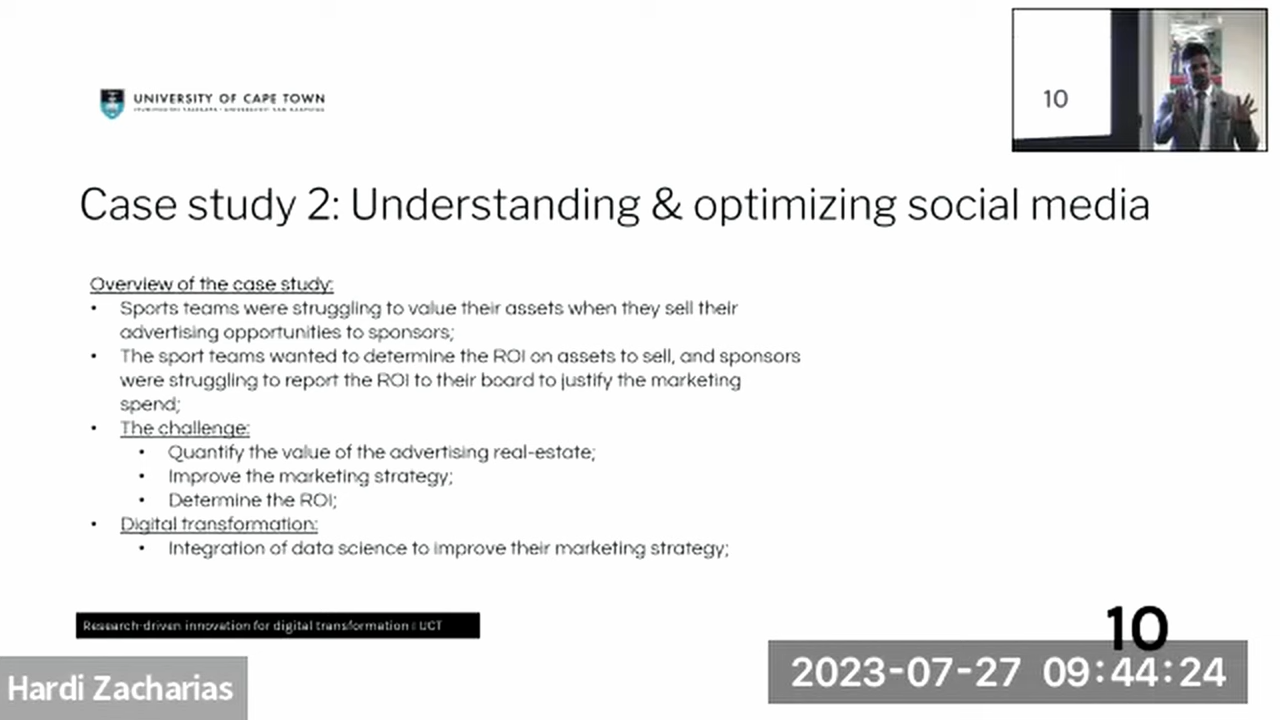 10
UNIVERSITY OF CAPE TOWN
Case study 2: Understanding & optimizing social media
Overview of the case study:
• Sports teams were struggling to value their assets when they sell their
advertising opportunities to sponsors;
• The sport teams wanted to determine the ROI on assets to sell, and sponsors
were struggling to report the ROI to their board to justify the marketing
spend;
• The challenge:
• Quantify the value of the advertising real-estate;
• Improve the marketing strategy;
• Determine the ROI;
• Digital transformation:
• Integration of data science to improve their marketing strategy;
Research-driven innovation for digital transformation | UCT
10
Hardi Zacharias
2023-07-27 09:44:24